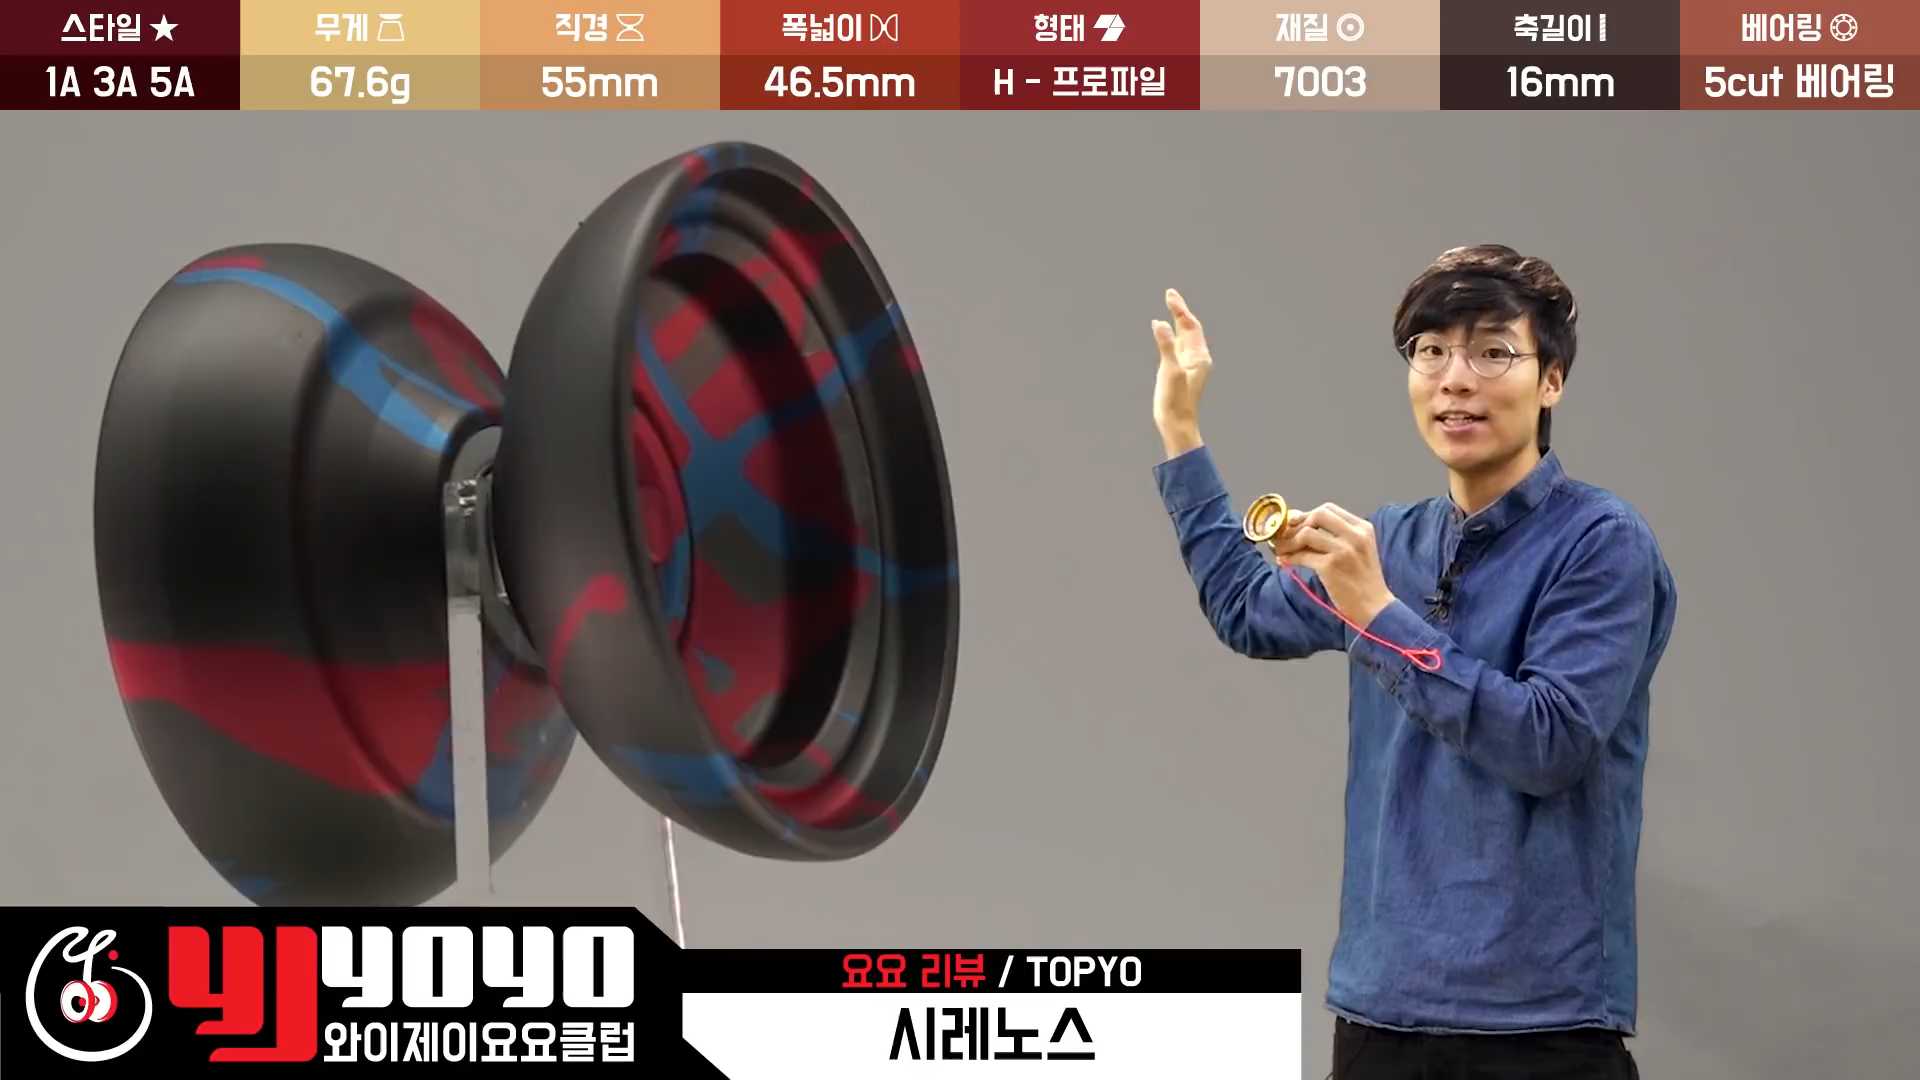 스타일 무게 직경 폭넓이 형태 재질 축길이 베어링
1A 3A 5A 67.6g 55mm 46.5mm H - 프로파일 7003 16mm 5cut 베어링
YJYOYO
와이제이요요클럽
요요 리뷰 / TOPYO
시레노스